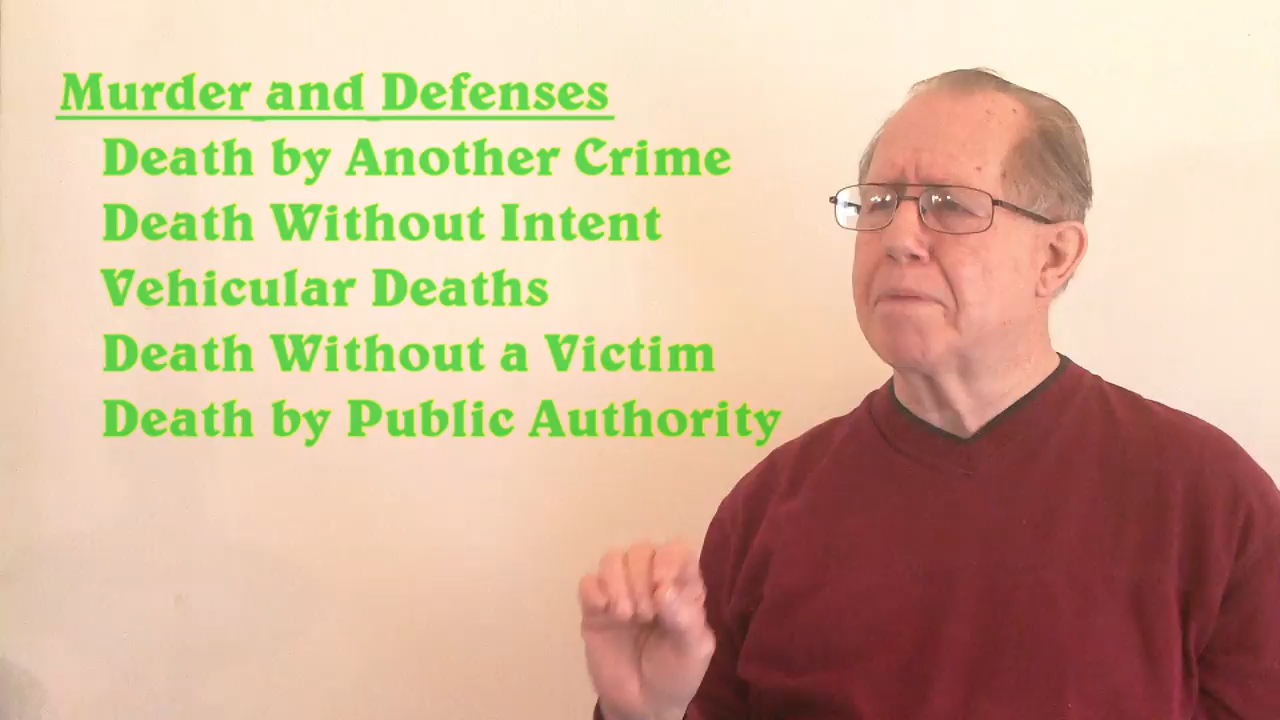 Murder and Defenses
Death by Another Crime
Death Without Intent
Vehicular Deaths
Death Without a Victim
Death by Public Authority